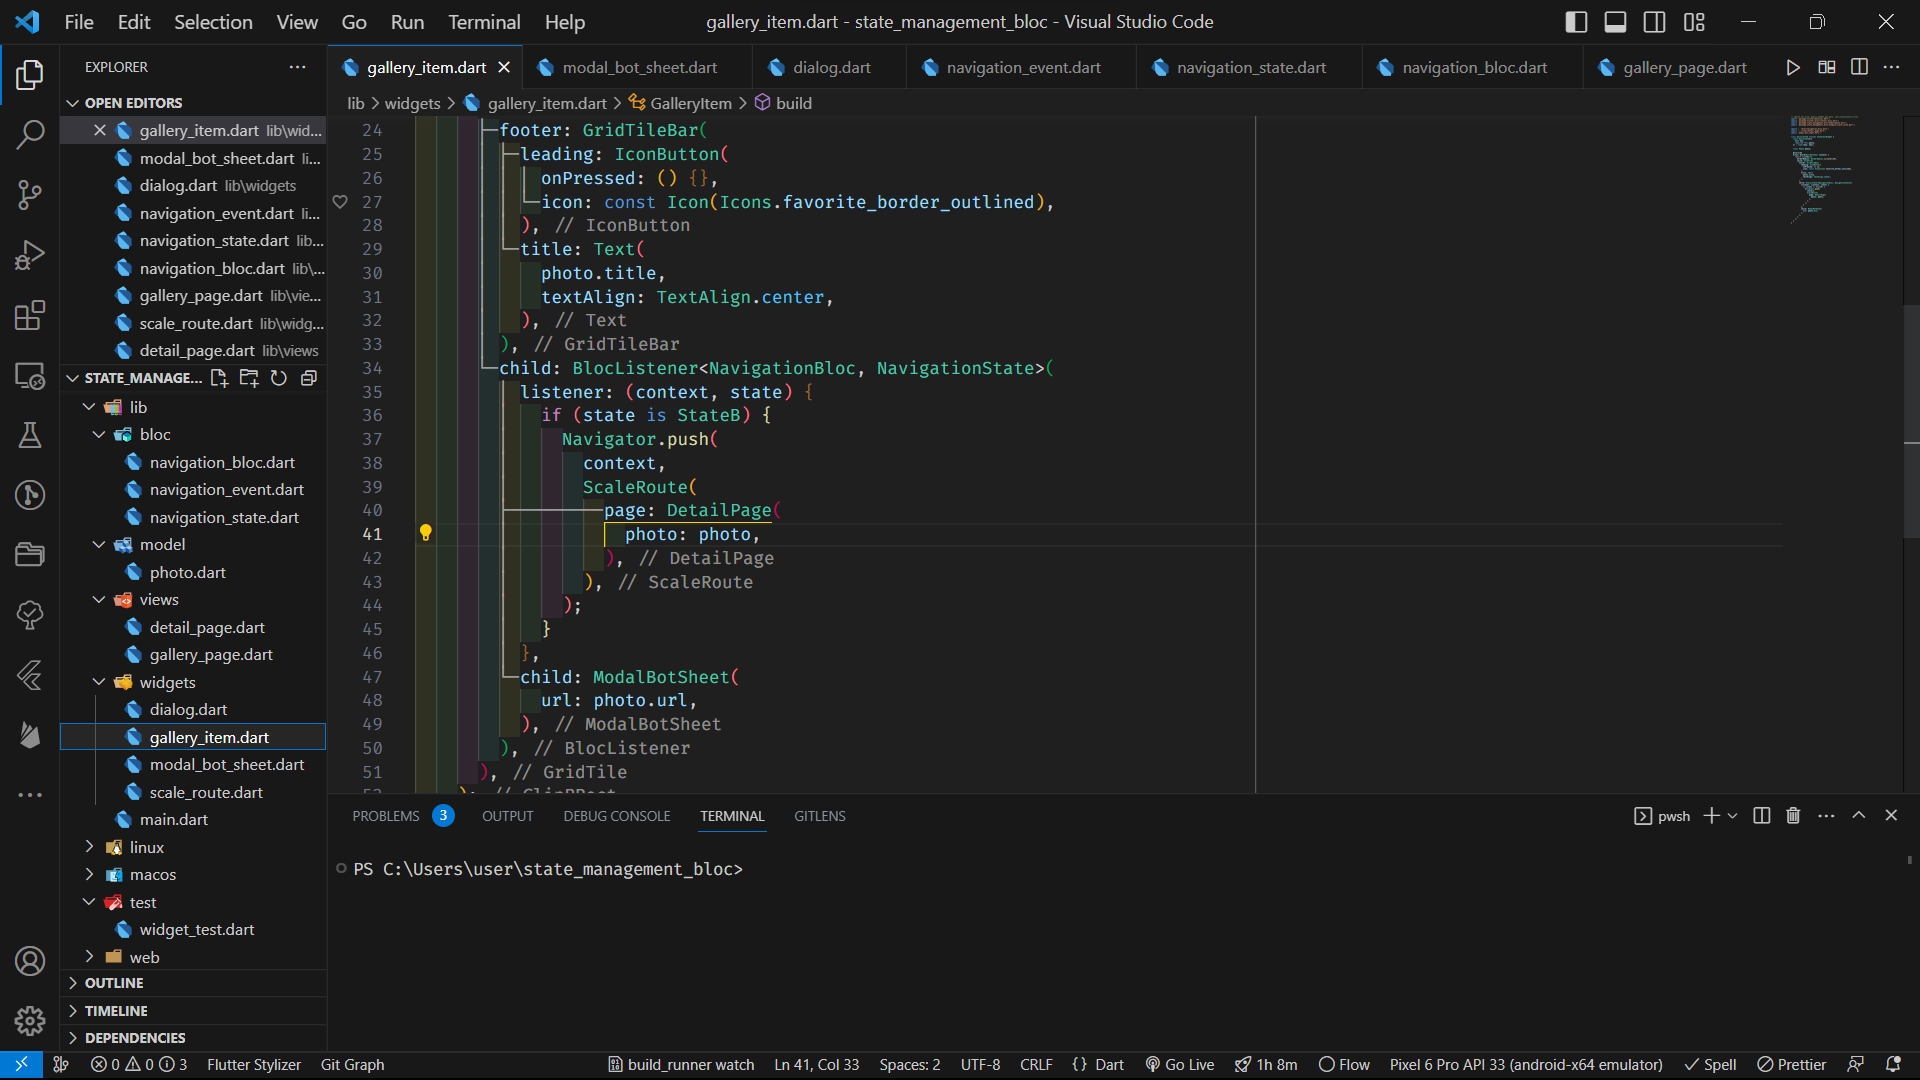 File Edit Selection View Go Run Terminal Help
gallery_item.dart - state_management_bloc - Visual Studio Code
EXPLORER
OPEN EDITORS
gallery_item.dart lib\wid...
modal_bot_sheet.dart li...
dialog.dart lib\widgets
navigation_event.dart li...
navigation_state.dart lib...
navigation_bloc.dart lib\...
gallery_page.dart lib\vie...
scale_route.dart lib\widg...
detail_page.dart lib\views
STATE_MANAGE...
lib
bloc
navigation_bloc.dart
navigation_event.dart
navigation_state.dart
model
photo.dart
views
detail_page.dart
gallery_page.dart
widgets
dialog.dart
gallery_item.dart
modal_bot_sheet.dart
scale_route.dart
main.dart
linux
macos
test
widget_test.dart
web
OUTLINE
TIMELINE
DEPENDENCIES
gallery_item.dart modal_bot_sheet.dart dialog.dart navigation_event.dart navigation_state.dart navigation_bloc.dart gallery_page.dart
lib > widgets > gallery_item.dart > GalleryItem > build
24 footer: GridTileBar(
25 leading: IconButton(
26 onPressed: () {},
27 icon: const Icon(Icons.favorite_border_outlined),
28 ), // IconButton
29 title: Text(
30 photo.title,
31 textAlign: TextAlign.center,
32 ), // Text
33 ), // GridTileBar
34 child: BlocListener<NavigationBloc, NavigationState>(
35 listener: (context, state) {
36 if (state is StateB) {
37 Navigator.push(
38 context,
39 ScaleRoute(
40 page: DetailPage(
41 photo: photo,
42 ), // DetailPage
43 ), // ScaleRoute
44 );
45 }
46 },
47 child: ModalBotSheet(
48 url: photo.url,
49 ), // ModalBotSheet
50 ), // BlocListener
51 ), // GridTile
52 ); // ClipRRect
PROBLEMS 3 OUTPUT DEBUG CONSOLE TERMINAL GITLENS
pwsh
PS C:\Users\user\state_management_bloc>
0 0 3 Flutter Stylizer Git Graph build_runner watch Ln 41, Col 33 Spaces: 2 UTF-8 CRLF {} Dart Go Live 1h 8m Flow Pixel 6 Pro API 33 (android-x64 emulator) Spell Prettier